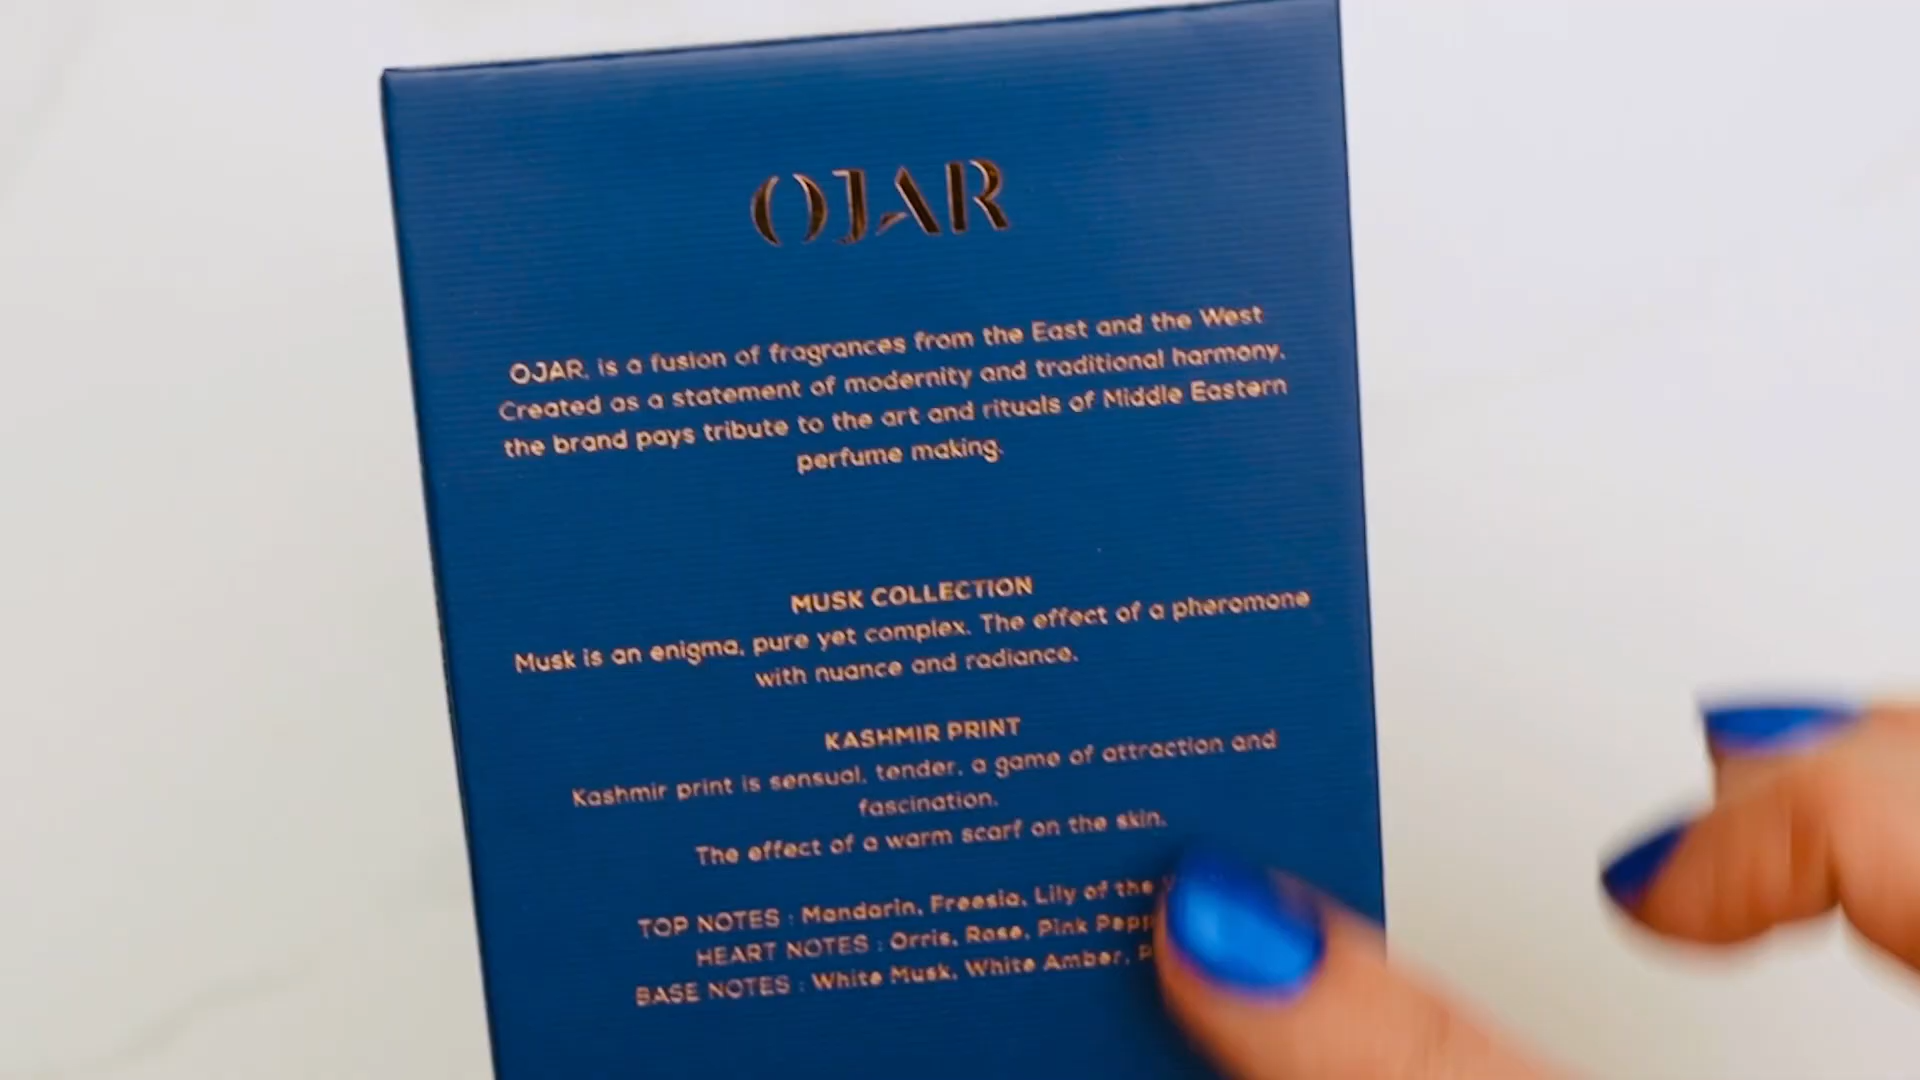 OJAR
OJAR, is a fusion of fragrances from the East and the West
Created as a statement of modernity and traditional harmony,
the brand pays tribute to the art and rituals of Middle Eastern
perfume making.
MUSK COLLECTION
Musk is an enigma, pure yet complex. The effect of a pheromone
with nuance and radiance.
KASHMIR PRINT
Kashmir print is sensual, tender, a game of attraction and
fascination.
The effect of a warm scarf on the skin.
TOP NOTES : Mandarin, Freesia, Lily of the
HEART NOTES : Orris, Rose, Pink
BASE NOTES : White Musk, White Amber,